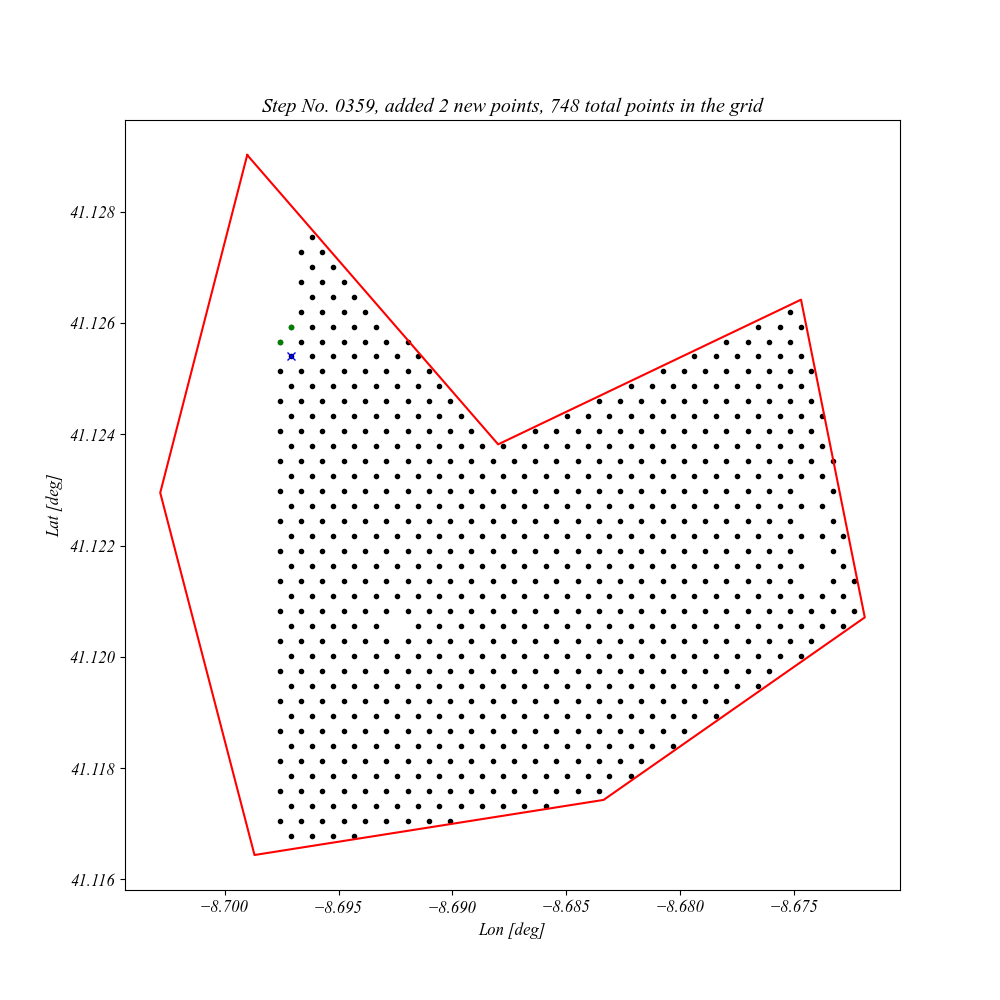 Step No. 0359, added 2 new points, 748 total points in the grid
41.128
41.126
41.124
41.122
41.120
41.118
41.116
Lat [deg]
−8.700 −8.695 −8.690 −8.685 −8.680 −8.675
Lon [deg]